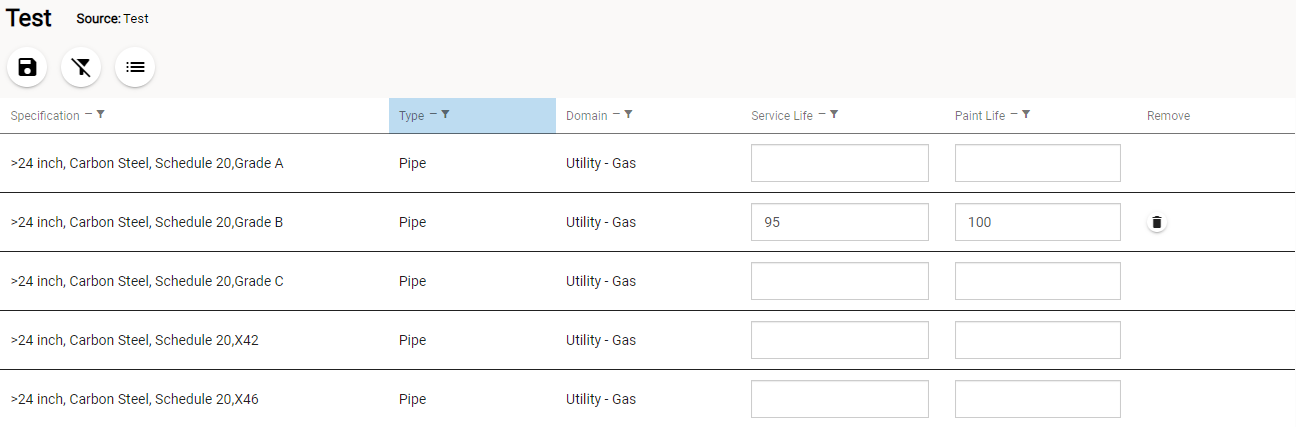 Test Source: Test
Specification Type Domain Service Life Paint Life Remove
>24 inch, Carbon Steel, Schedule 20,Grade A Pipe Utility - Gas
>24 inch, Carbon Steel, Schedule 20,Grade B Pipe Utility - Gas 95 100
>24 inch, Carbon Steel, Schedule 20,Grade C Pipe Utility - Gas
>24 inch, Carbon Steel, Schedule 20,X42 Pipe Utility - Gas
>24 inch, Carbon Steel, Schedule 20,X46 Pipe Utility - Gas